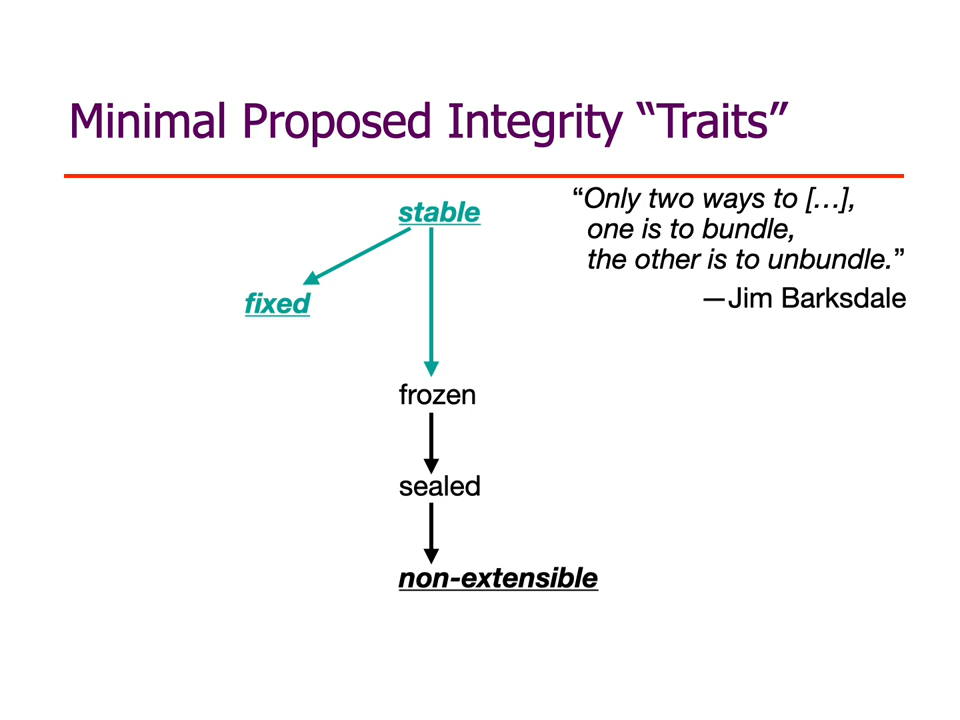 Minimal Proposed Integrity “Traits”
stable
“Only two ways to […],
one is to bundle,
the other is to unbundle.”
—Jim Barksdale
fixed
frozen
sealed
non-extensible